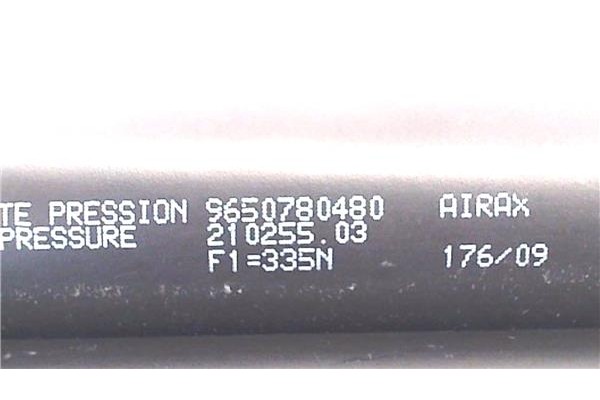 TE PRESSION 9650780480 AIRAX
PRESSURE 210255.03
F1=335N 176/09